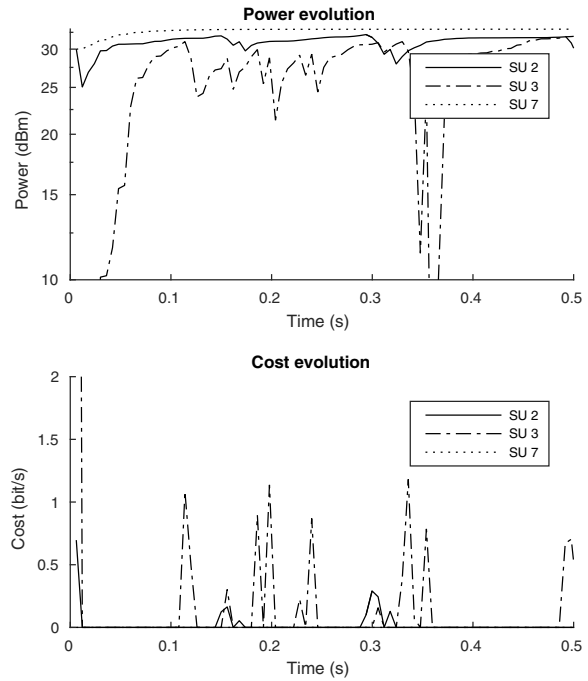 Power evolution
30
25
20
15
10
Power (dBm)
SU 2
SU 3
SU 7
0 0.1 0.2 0.3 0.4 0.5
Time (s)
Cost evolution
2
1.5
1
0.5
0
Cost (bit/s)
SU 2
SU 3
SU 7
0 0.1 0.2 0.3 0.4 0.5
Time (s)